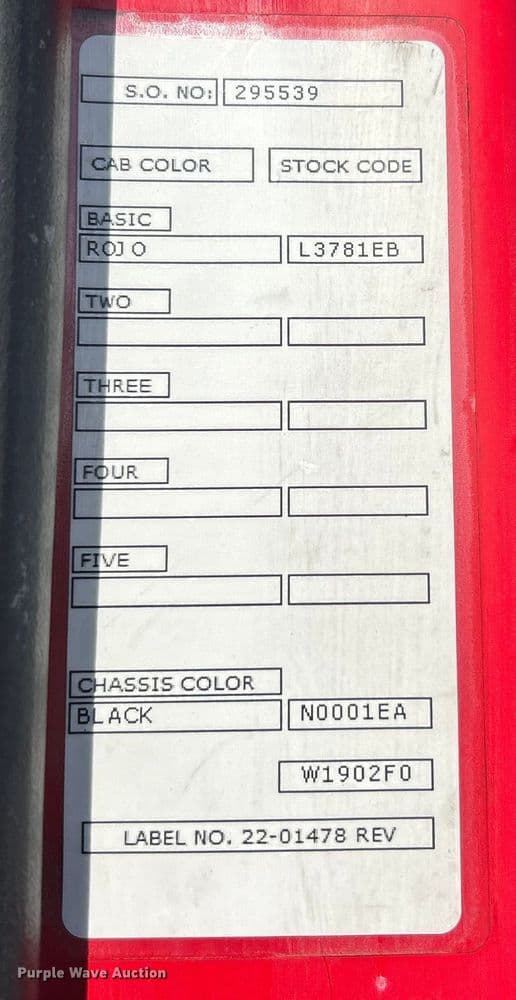 S.O. NO: 295539
CAB COLOR STOCK CODE
BASIC
ROJO L3781EB
TWO
THREE
FOUR
FIVE
CHASSIS COLOR
BLACK N0001EA
W1902F0
LABEL NO. 22-01478 REV
Purple Wave Auction